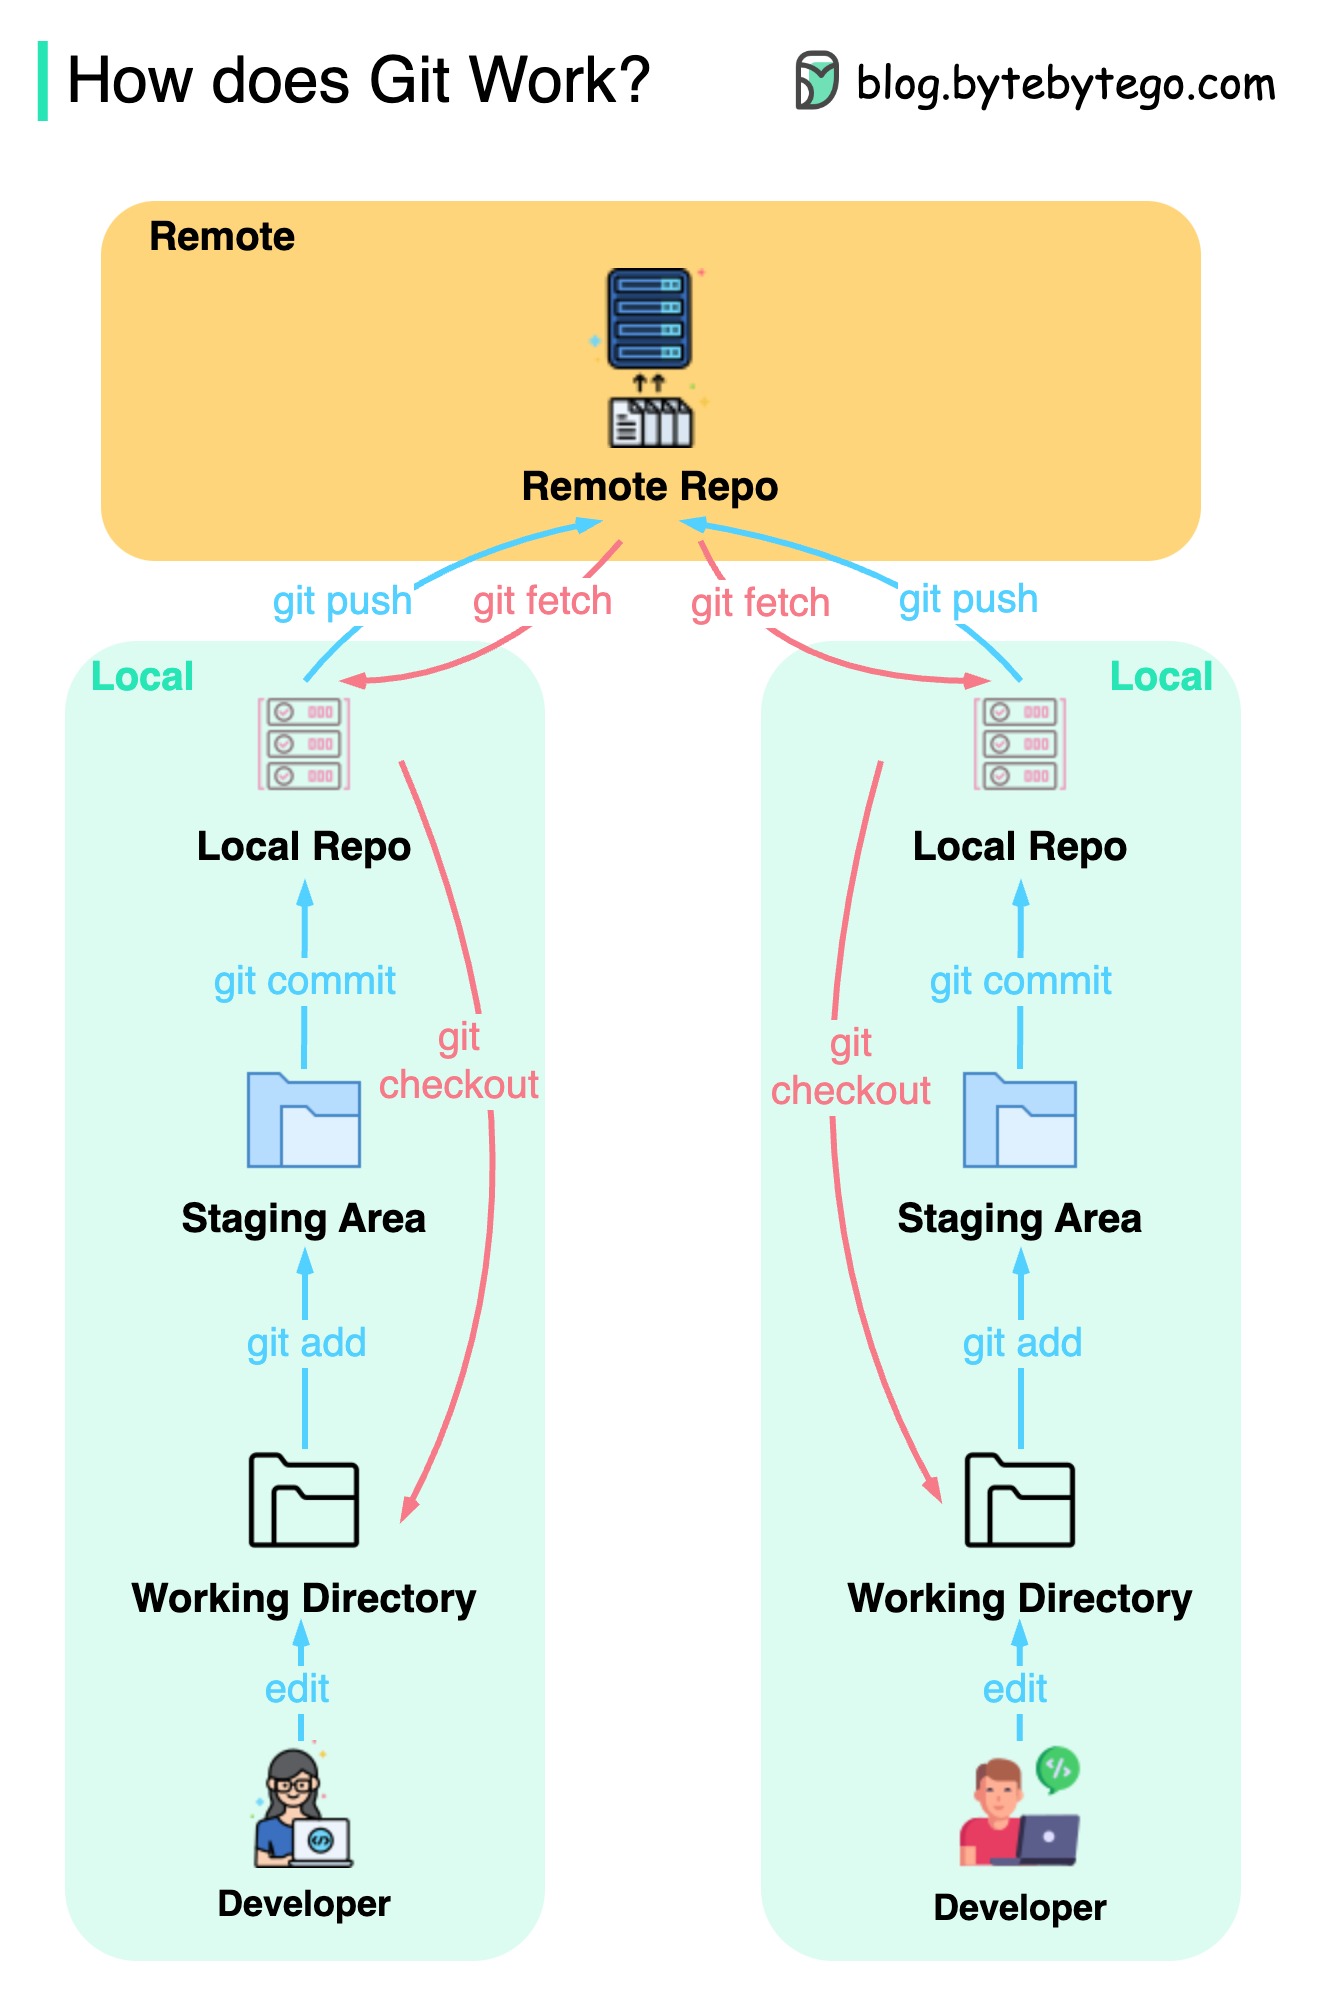 How does Git Work?
blog.bytebytego.com
Remote
Remote Repo
git push
git fetch
git fetch
git push
Local
Local Repo
git commit
git
checkout
Staging Area
git add
Working Directory
edit
Developer
Local
Local Repo
git commit
git
checkout
Staging Area
git add
Working Directory
edit
Developer